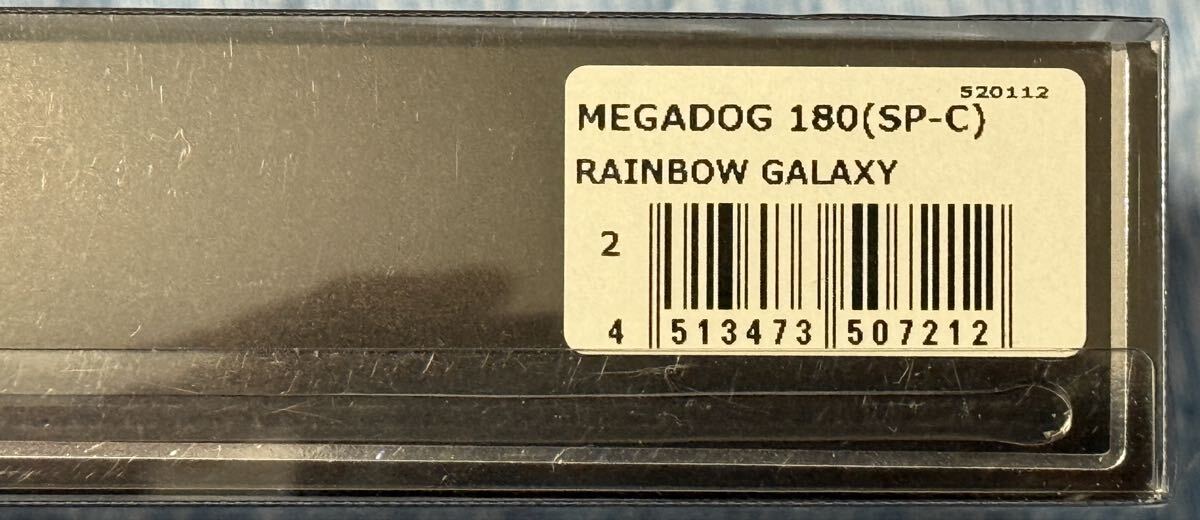 520112
MEGADOG 180(SP-C)
RAINBOW GALAXY
2
4 513473 507212